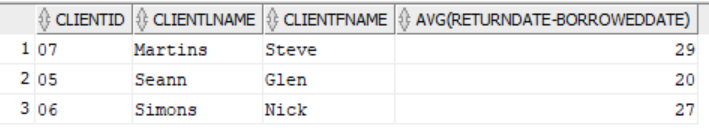 CLIENTID CLIENTLNAME CLIENTFNAME AVG(RETURNDATE-BORROWEDDATE)
1 07 Martins Steve 29
2 05 Seann Glen 20
3 06 Simons Nick 27